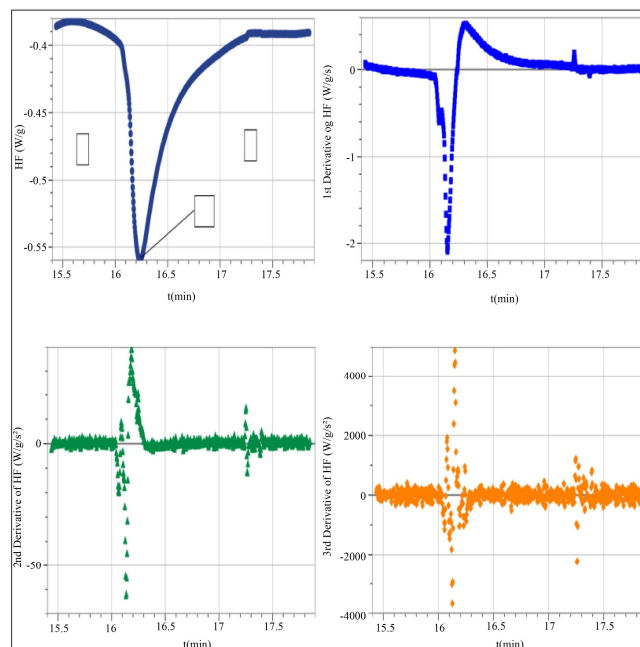 HF (W/g)
-0.4
-0.45
-0.5
-0.55
15.5 16 16.5 17 17.5
t(min)
1st Derivative og HF (W/g/s)
0
-1
-2
15.5 16 16.5 17 17.5
t(min)
2nd Derivative of HF (W/g/s²)
0
-50
15.5 16 16.5 17 17.5
t(min)
3rd Derivative of HF (W/g/s²)
4000
2000
0
-2000
-4000
15.5 16 16.5 17 17.5
t(min)